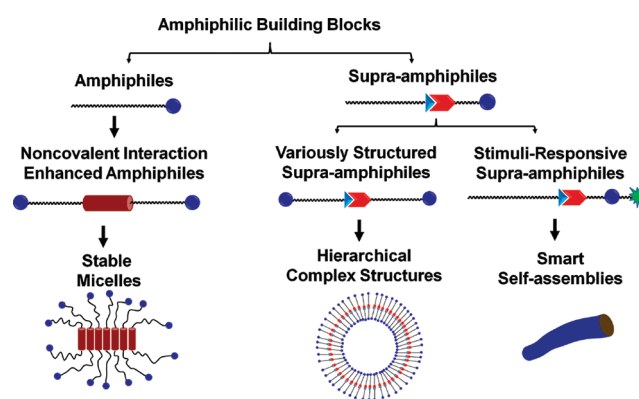 Amphiphilic Building Blocks
Amphiphiles
Supra-amphiphiles
Noncovalent Interaction
Enhanced Amphiphiles
Variously Structured
Supra-amphiphiles
Stimuli-Responsive
Supra-amphiphiles
Stable
Micelles
Hierarchical
Complex Structures
Smart
Self-assemblies